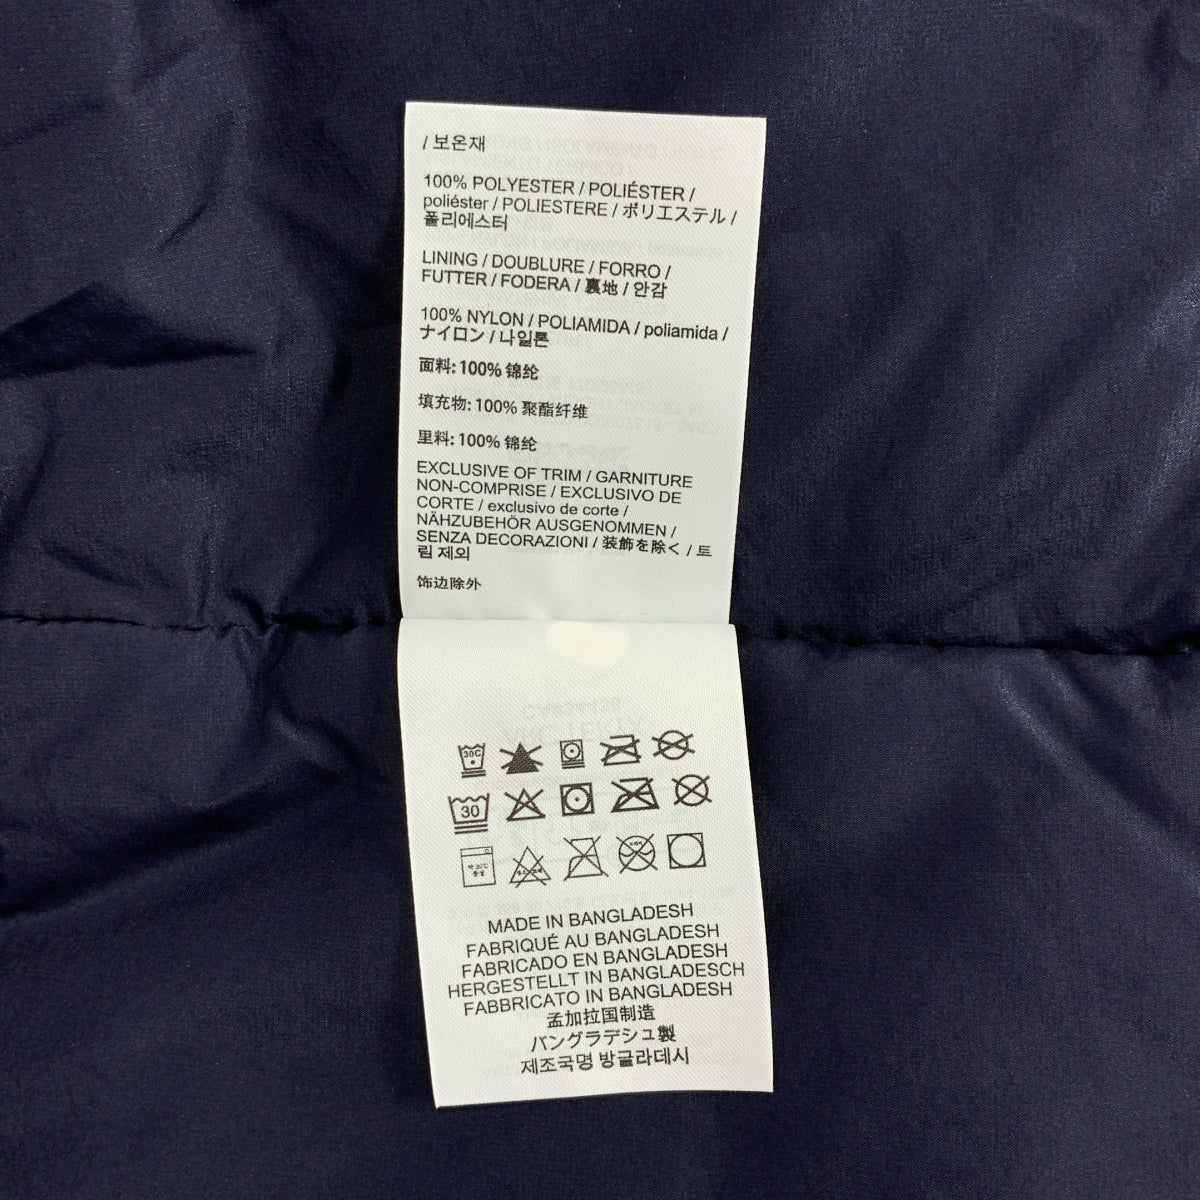 / 보온재
100% POLYESTER / POLIÉSTER /
poliéster / POLIESTERE / ポリエステル /
폴리에스터
LINING / DOUBLURE / FORRO /
FUTTER / FODERA / 裏地 / 안감
100% NYLON / POLIAMIDA / poliamida /
ナイロン / 나일론
面料: 100% 锦纶
填充物: 100% 聚酯纤维
里料: 100% 锦纶
EXCLUSIVE OF TRIM / GARNITURE
NON-COMPRISE / EXCLUSIVO DE
CORTE / exclusivo de corte /
NÄHZUBEHÖR AUSGENOMMEN /
SENZA DECORAZIONI / 装飾を除く / 트
림 제외
饰边除外
30C
30
MADE IN BANGLADESH
FABRIQUÉ AU BANGLADESH
FABRICADO EN BANGLADESH
HERGESTELLT IN BANGLADESCH
FABBRICATO IN BANGLADESH
孟加拉国制造
バングラデシュ製
제조국명 방글라데시